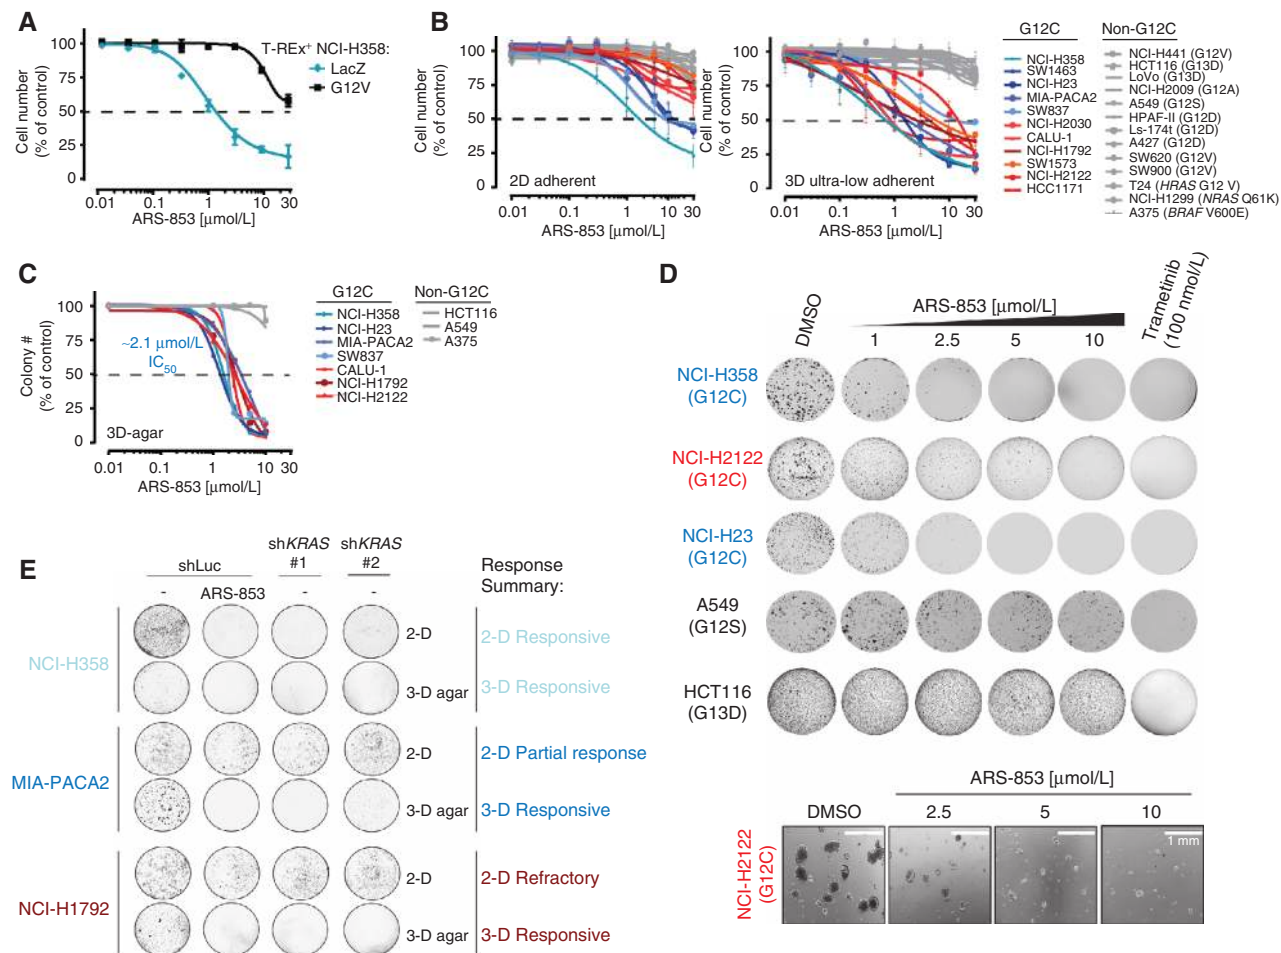 A
Cell number
(% of control)
100
75
50
25
0
0.01
0.1
1
10
30
ARS-853 [μmol/L]
T-REx+ NCI-H358:
LacZ
G12V
B
Cell number
(% of control)
100
75
50
25
0
2D adherent
0.01
0.1
1
10
30
ARS-853 [μmol/L]
Cell number
(% of control)
100
75
50
25
0
3D ultra-low adherent
0.01
0.1
1
10
30
ARS-853 [μmol/L]
G12C
NCI-H358
SW1463
NCI-H23
MIA-PACA2
SW837
NCI-H2030
CALU-1
NCI-H1792
SW1573
NCI-H2122
HCC1171
Non-G12C
NCI-H441 (G12V)
HCT116 (G13D)
LoVo (G13D)
NCI-H2009 (G12A)
A549 (G12S)
HPAF-II (G12D)
Ls-174t (G12D)
A427 (G12D)
SW620 (G12V)
SW900 (G12V)
T24 (HRAS G12 V)
NCI-H1299 (NRAS Q61K)
A375 (BRAF V600E)
C
Colony #
(% of control)
100
75
50
25
0
~2.1 μmol/L
IC50
3D-agar
0.01
0.1
1
10
30
ARS-853 [μmol/L]
G12C
NCI-H358
NCI-H23
MIA-PACA2
SW837
CALU-1
NCI-H1792
NCI-H2122
Non-G12C
HCT116
A549
A375
D
DMSO
ARS-853 [μmol/L]
1
2.5
5
10
Trametinib
(100 nmol/L)
NCI-H358
(G12C)
NCI-H2122
(G12C)
NCI-H23
(G12C)
A549
(G12S)
HCT116
(G13D)
ARS-853 [μmol/L]
DMSO
2.5
5
10
NCI-H2122
(G12C)
1 mm
E
shLuc
shKRAS
#1
shKRAS
#2
Response
Summary:
-
ARS-853
-
-
NCI-H358
2-D
2-D Responsive
3-D agar
3-D Responsive
MIA-PACA2
2-D
2-D Partial response
3-D agar
3-D Responsive
NCI-H1792
2-D
2-D Refractory
3-D agar
3-D Responsive